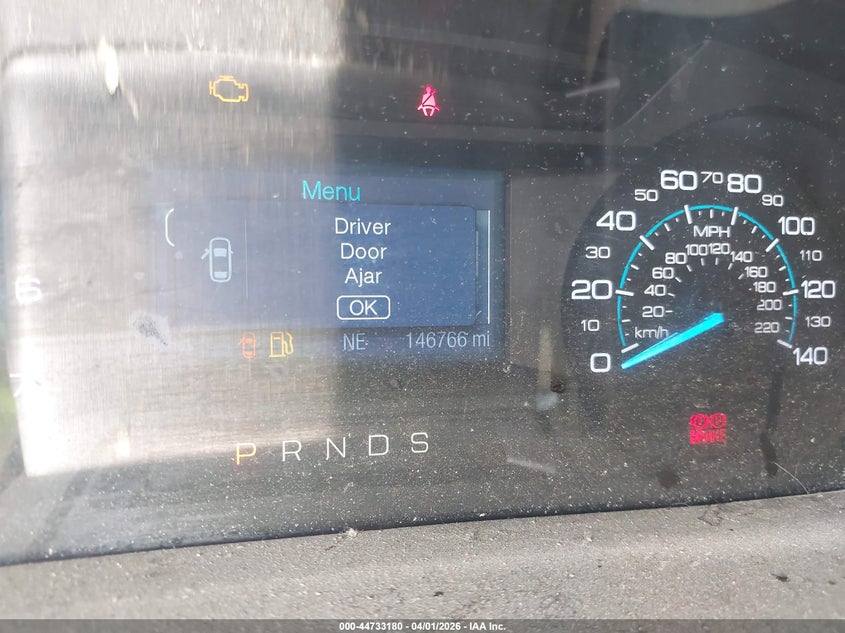 Menu
Driver
Door
Ajar
OK
NE 146766 mi
P R N D S
6
0 10 20 30 40 50 60 70 80 90 100 110 120 130 140
MPH
20 40 60 80 100 120 140 160 180 200 220
km/h
BRAKE
000-44733180 | 04/01/2026 - IAA Inc.